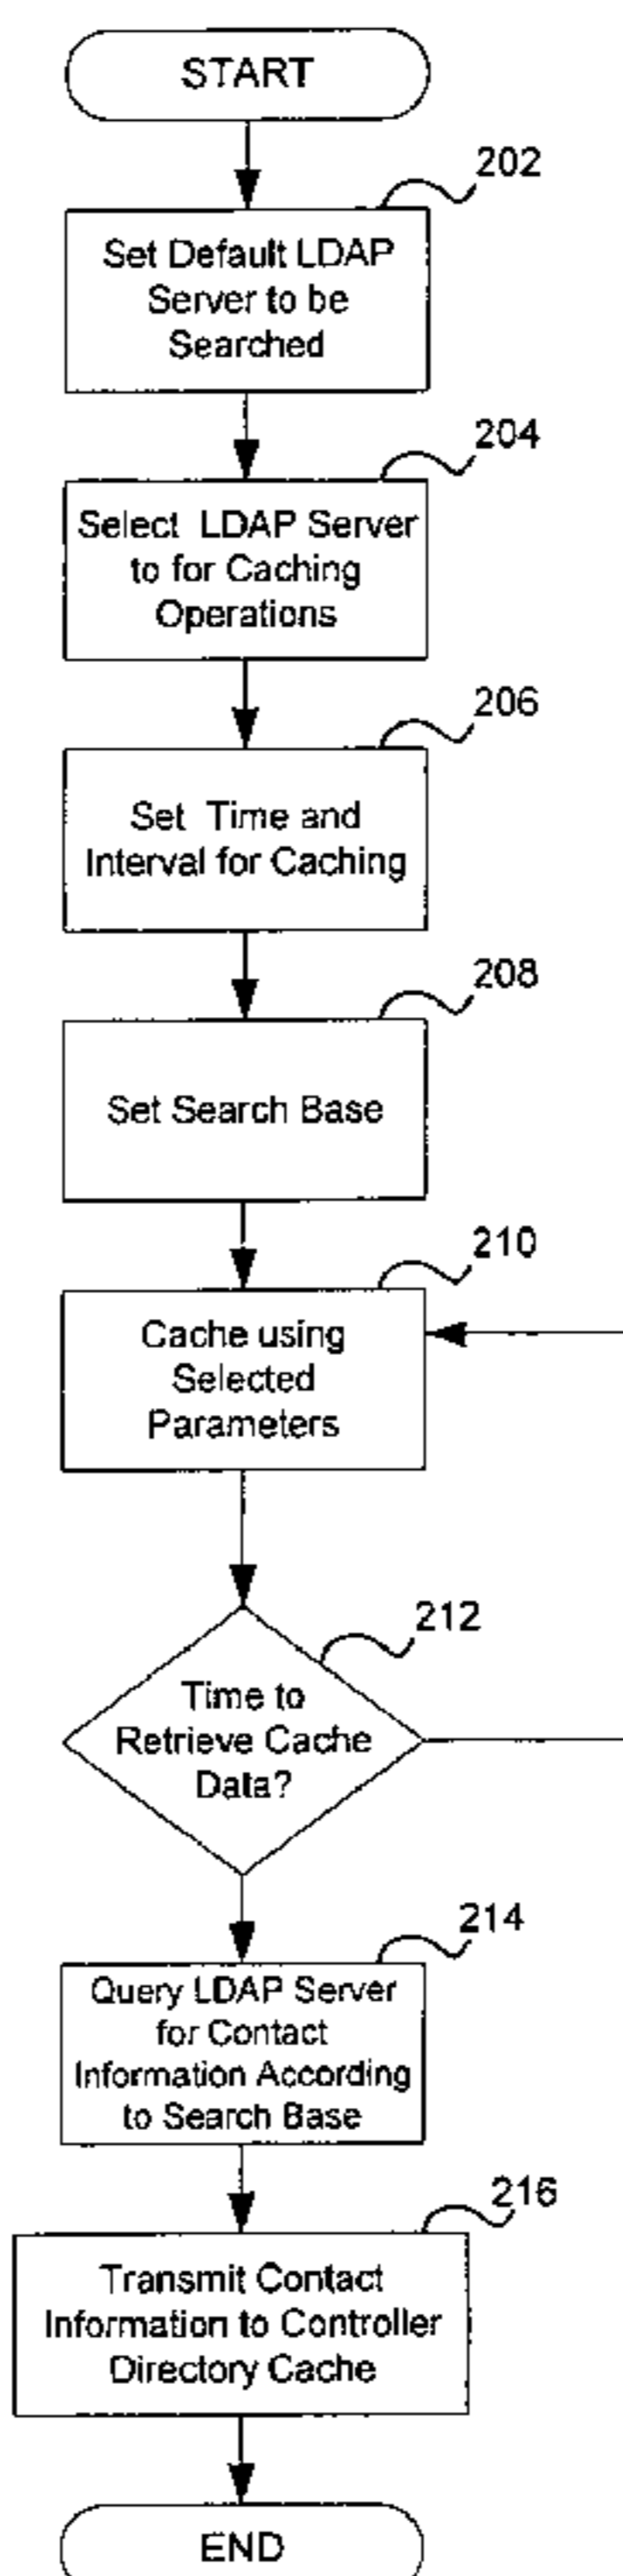 START
202
Set Default LDAP
Server to be
Searched
204
Select LDAP Server
to for Caching
Operations
206
Set Time and
Interval for Caching
208
Set Search Base
210
Cache using
Selected
Parameters
212
Time to
Retrieve Cache
Data?
214
Query LDAP Server
for Contact
Information According
to Search Base
216
Transmit Contact
Information to Controller
Directory Cache
END